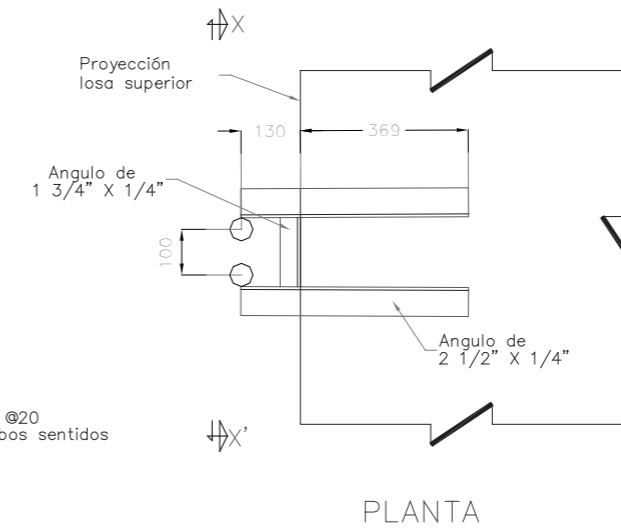 X
Proyección
losa superior
130
369
Angulo de
1 3/4" X 1/4"
100
Angulo de
2 1/2" X 1/4"
@20
bos sentidos
X'
PLANTA